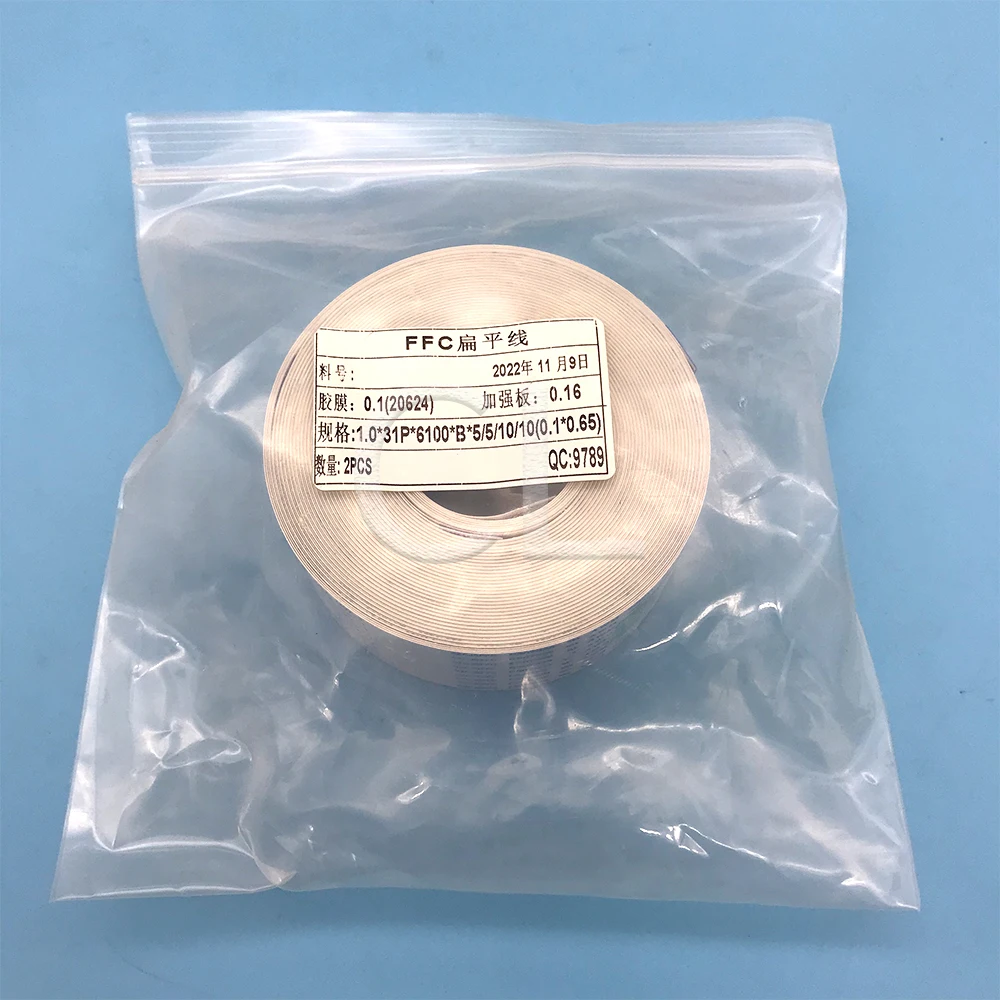 FFC扁平线
料号: 2022年 11 月9日
胶膜: 0.1(20624) 加强板: 0.16
规格:1.0*31P*6100*B*5/5/10/10(0.1*0.65)
数量: 2PCS QC:9789
CL